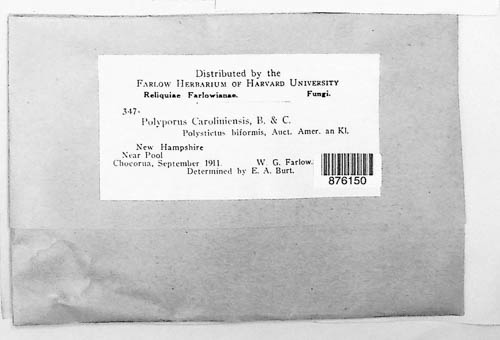 Distributed by the
FARLOW HERBARIUM OF HARVARD UNIVERSITY
Reliquiae Farlowianae. Fungi.
347-
Polyporus Caroliniensis, B. & C.
Polystictus biformis, Auct. Amer. an Kl.
New Hampshire
Near Pool
Chocorua, September 1911. W. G. Farlow.
Determined by E. A. Burt.
876150